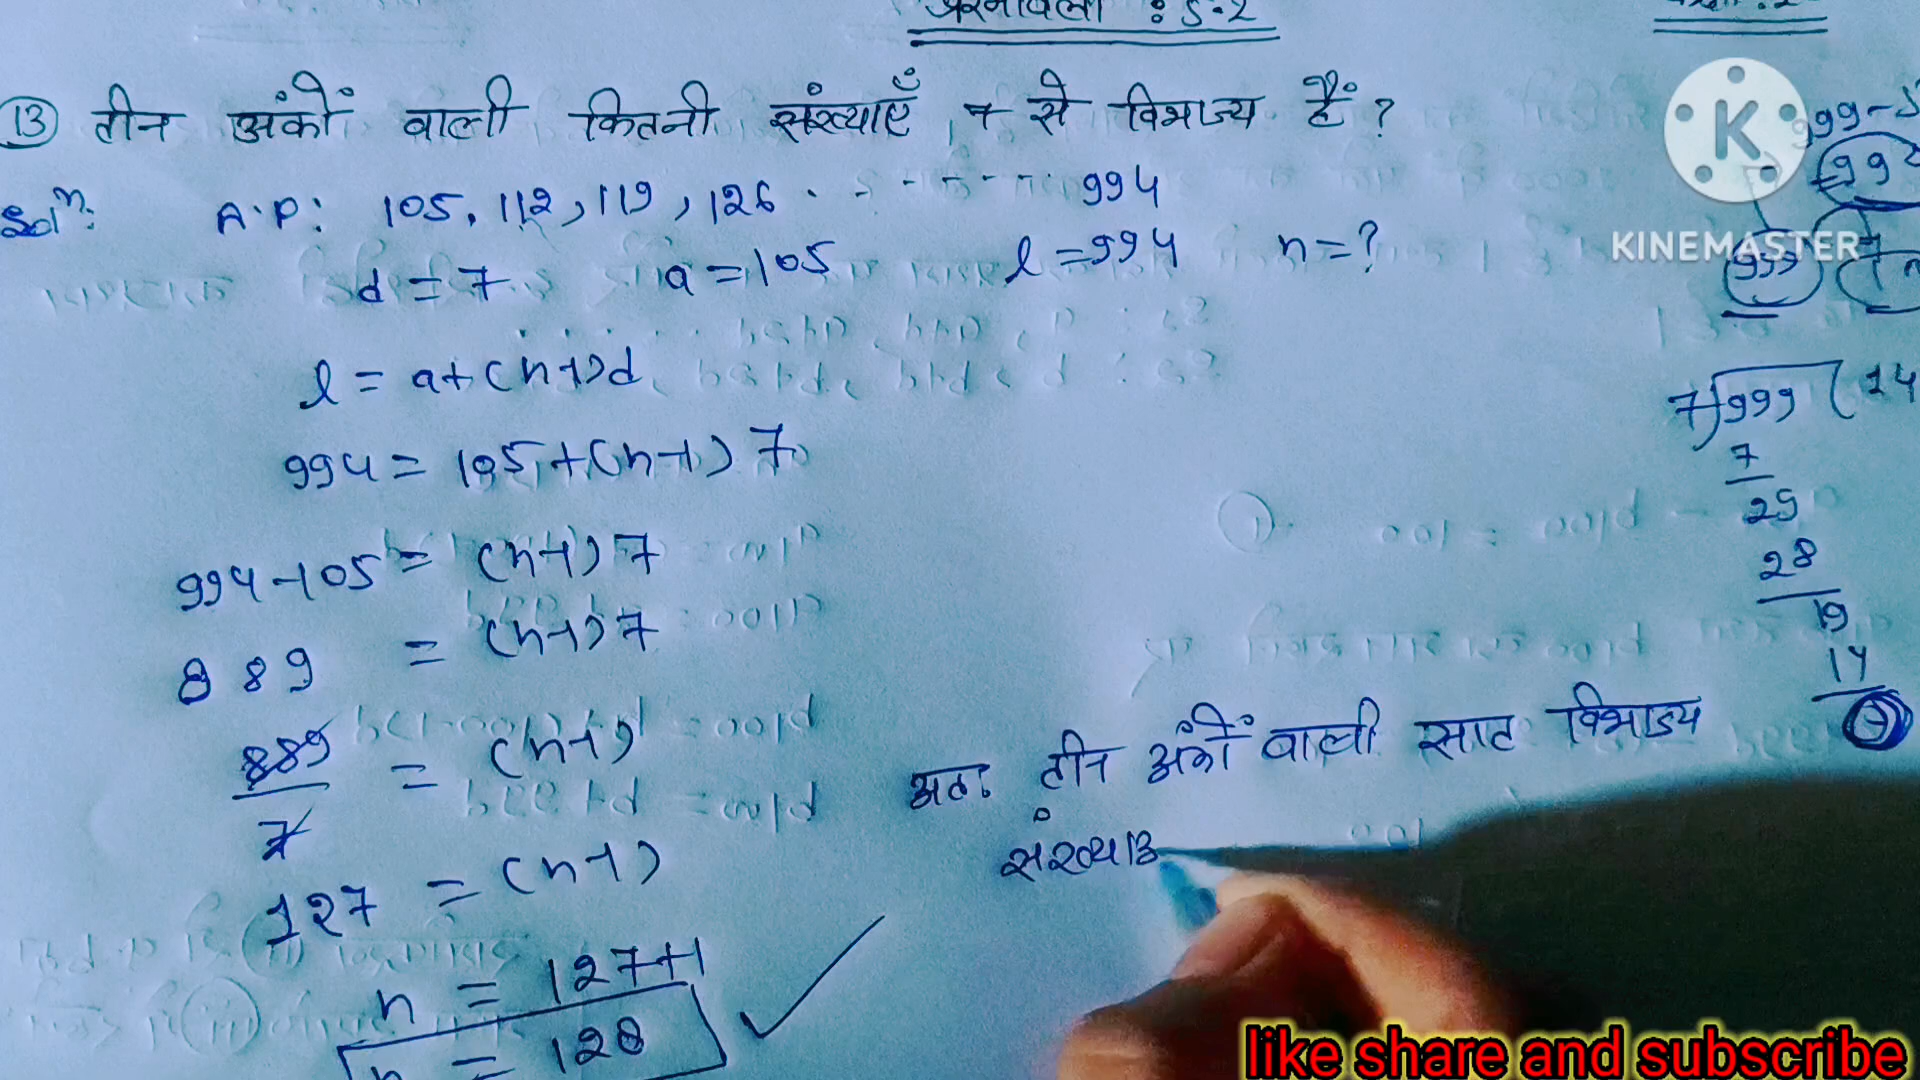 प्रश्नावली : 5.2
13 तीन अंकों वाली कितनी संख्याएँ 7 से विभाज्य हैं ?
Solⁿ: A.P: 105, 112, 119, 126 . - - - - - . 994
d = 7 a = 105 l = 994 n = ?
l = a + (n-1)d
994 = 105 + (n-1) 7
994-105 = (n-1) 7
889 = (n-1) 7
889/7 = (n-1)
127 = (n-1)
n = 127+1
n = 128
अतः तीन अंकों वाली सात विभाज्य
संख्या
999
7)999(14
7
29
28
19
14
K
KINEMASTER
like share and subscribe